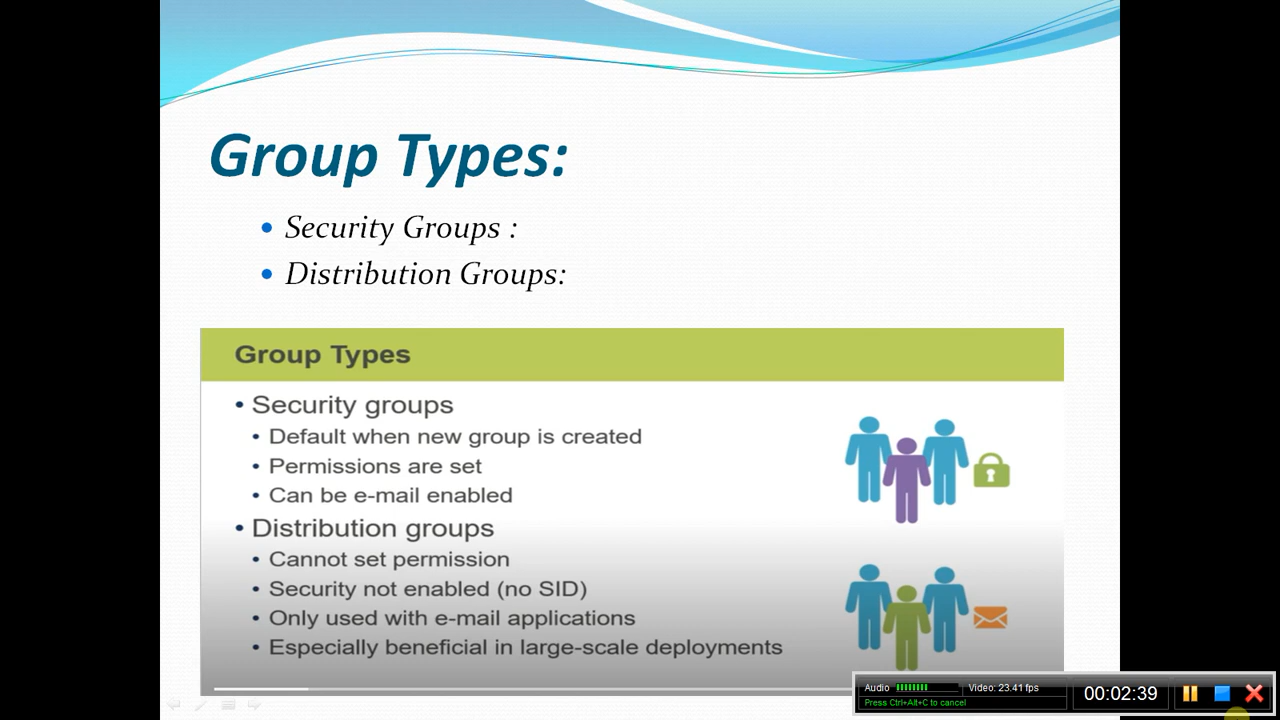 Group Types:
• Security Groups :
• Distribution Groups:
Group Types
• Security groups
• Default when new group is created
• Permissions are set
• Can be e-mail enabled
• Distribution groups
• Cannot set permission
• Security not enabled (no SID)
• Only used with e-mail applications
• Especially beneficial in large-scale deployments
Audio Video: 23.41 fps
Press Ctrl+Alt+C to cancel
00:02:39